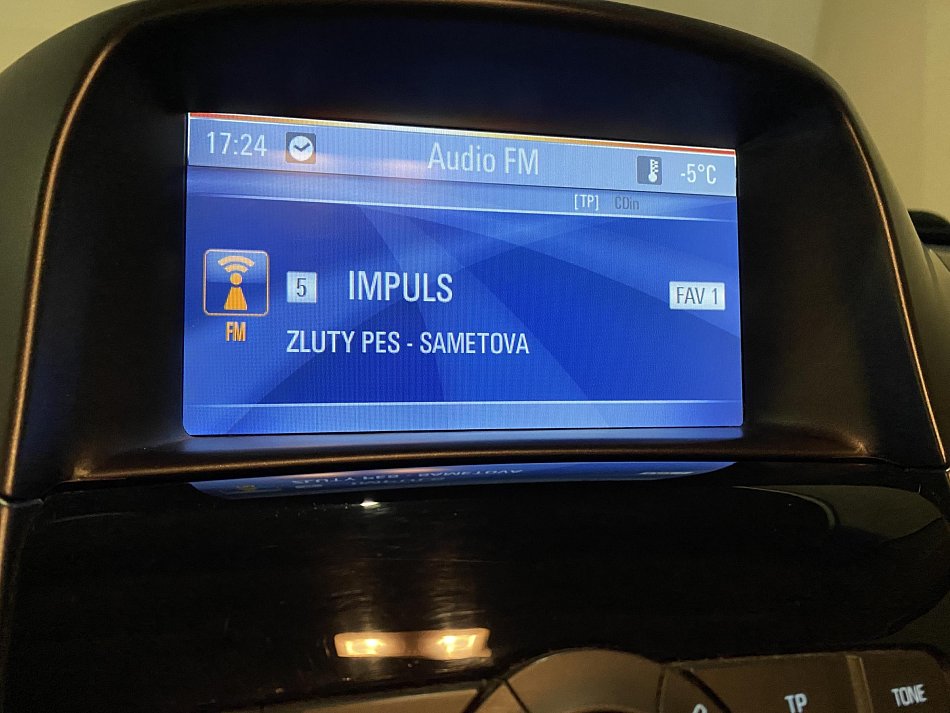 17:24 Audio FM -5°C
[TP] CDin
5 IMPULS FAV 1
FM
ZLUTY PES - SAMETOVA
TP TONE